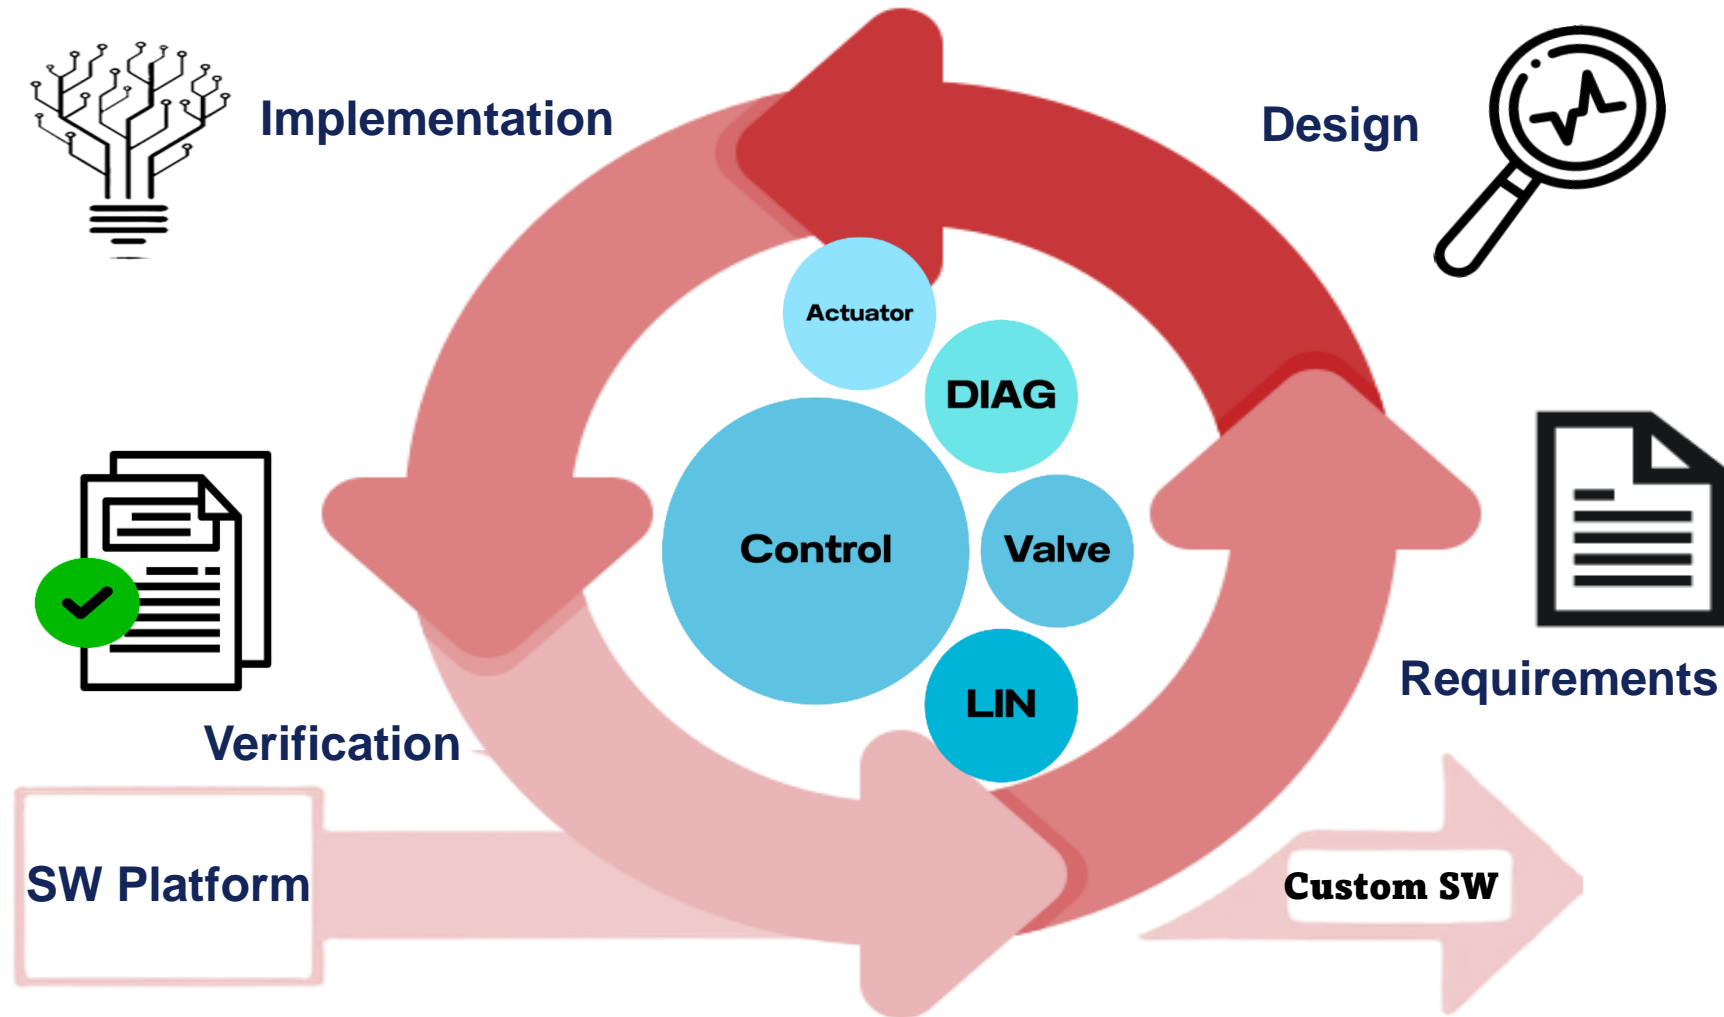 Implementation
Design
Actuator
DIAG
Control
Valve
Requirements
LIN
Verification
SW Platform
Custom SW